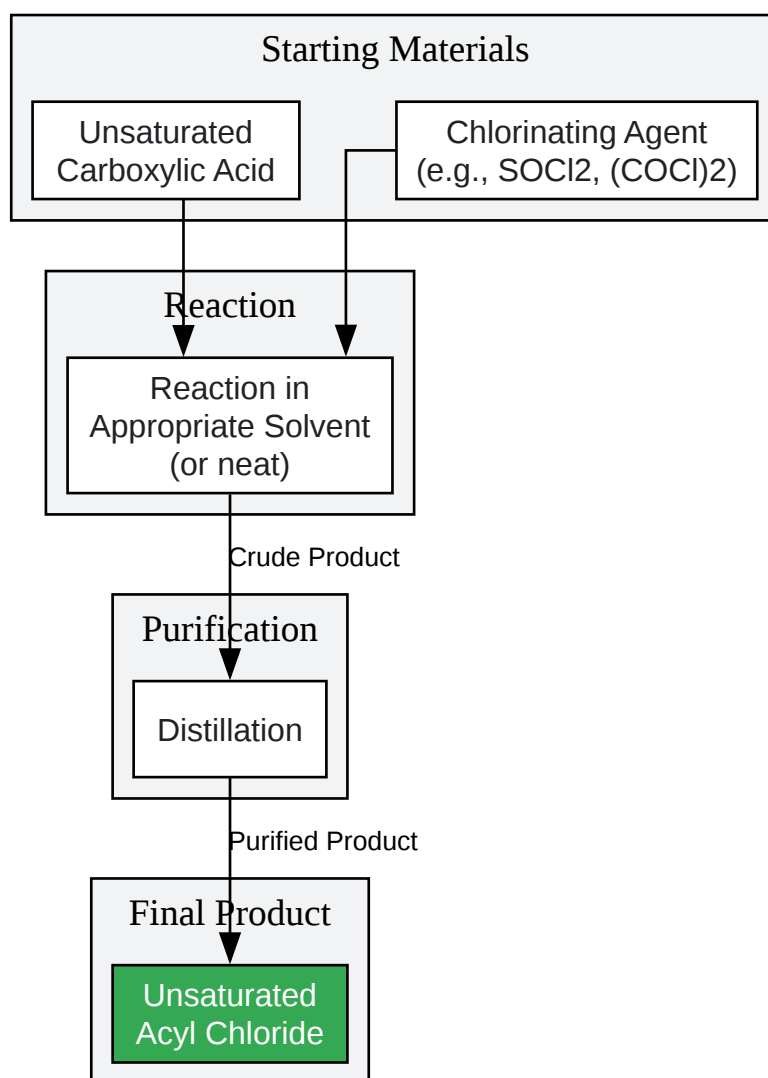 Starting Materials
Unsaturated
Carboxylic Acid
Chlorinating Agent
(e.g., SOCl2, (COCl)2)
Reaction
Reaction in
Appropriate Solvent
(or neat)
Crude Product
Purification
Distillation
Purified Product
Final Product
Unsaturated
Acyl Chloride